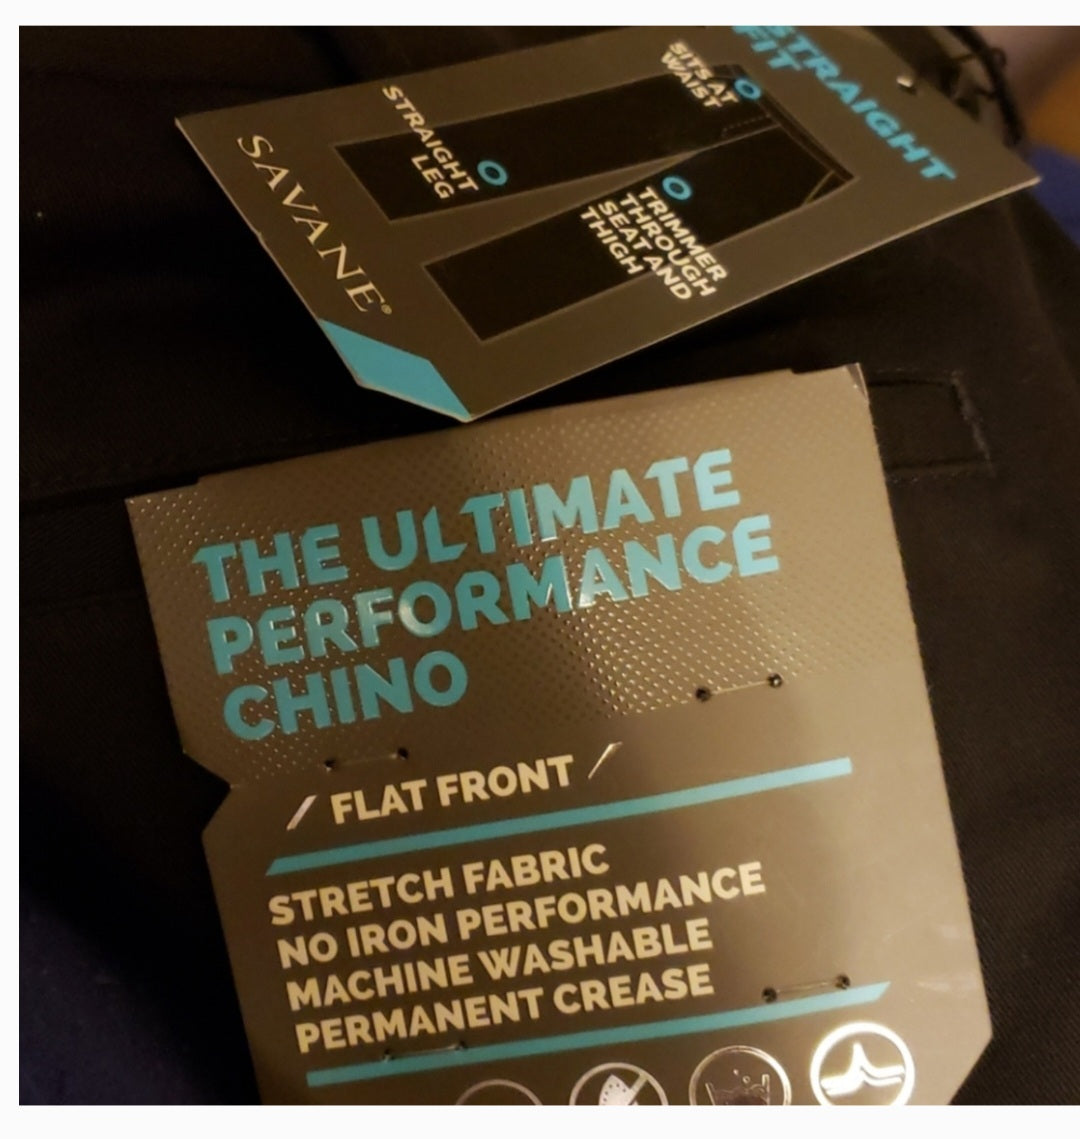 STRAIGHT
FIT
SITS AT
WAIST
STRAIGHT
LEG
TRIMMER
THROUGH
SEAT AND
THIGH
SAVANE®
THE ULTIMATE
PERFORMANCE
CHINO
/ FLAT FRONT /
STRETCH FABRIC
NO IRON PERFORMANCE
MACHINE WASHABLE
PERMANENT CREASE